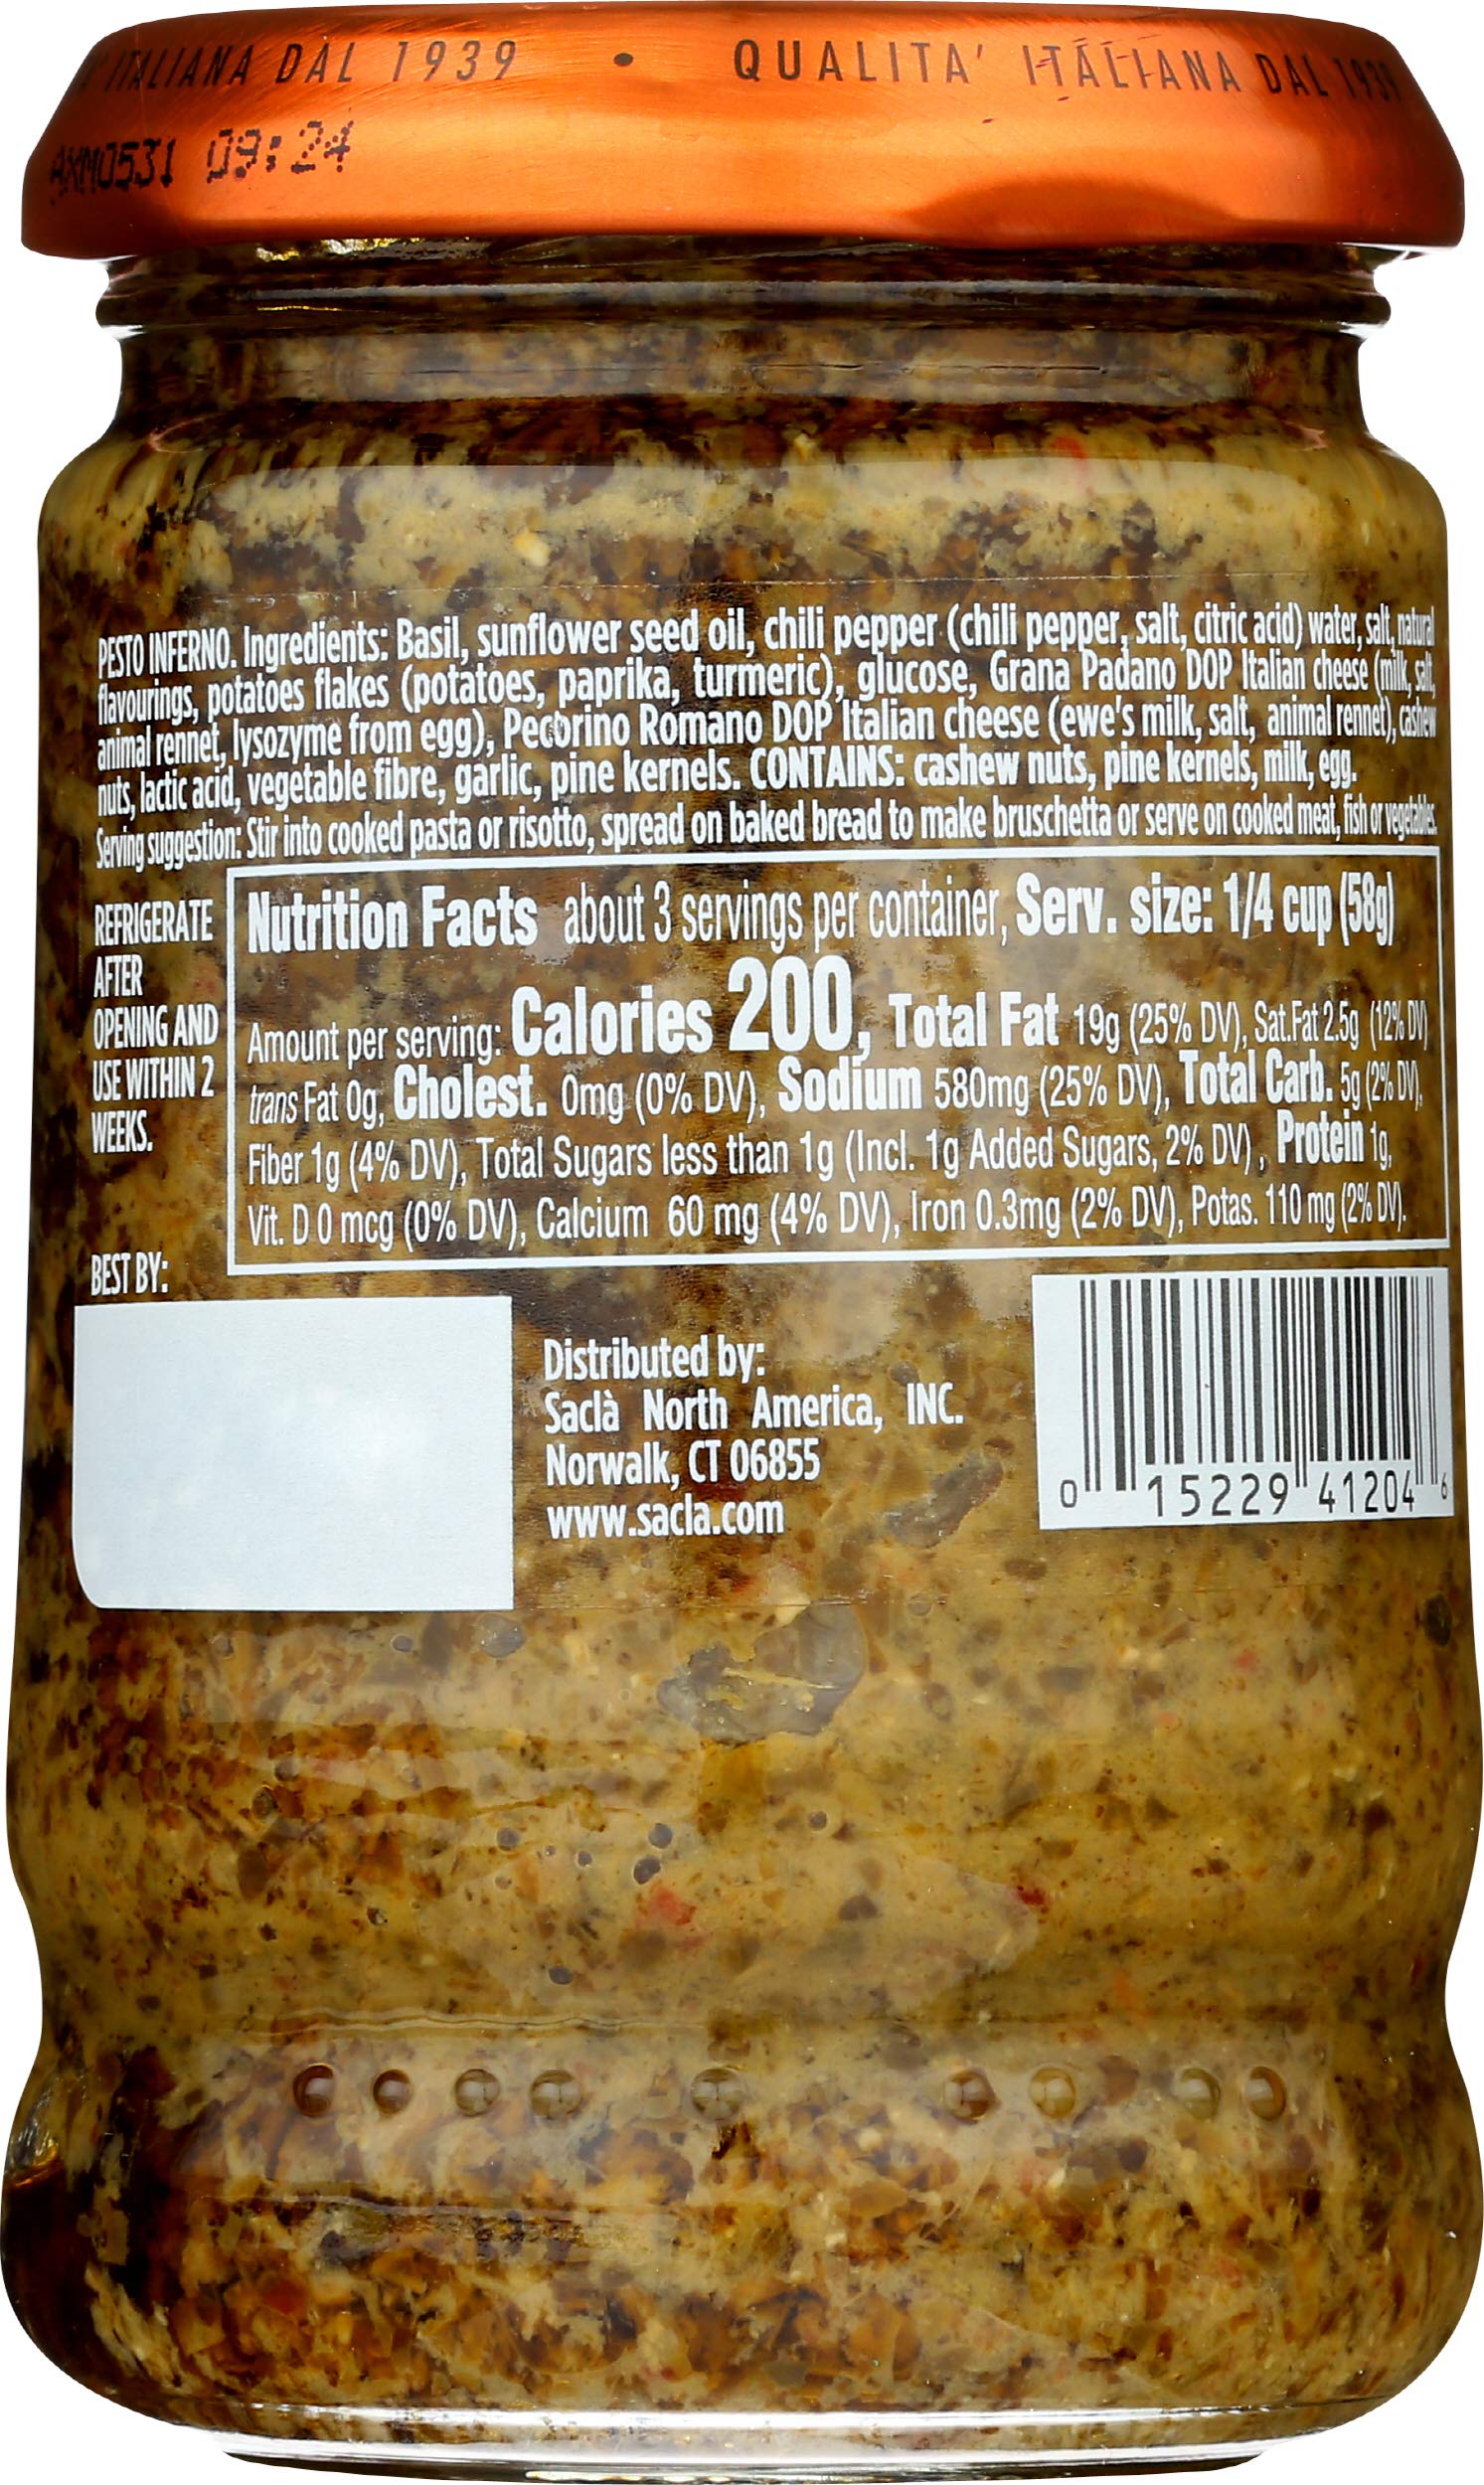 ITALIANA DAL 1939 • QUALITA' ITALIANA DAL 1939
AXM0531 09:24
PESTO INFERNO. Ingredients: Basil, sunflower seed oil, chili pepper (chili pepper, salt, citric acid) water, salt, natural
flavourings, potatoes flakes (potatoes, paprika, turmeric), glucose, Grana Padano DOP Italian cheese (milk, salt,
animal rennet, lysozyme from egg), Pecorino Romano DOP Italian cheese (ewe's milk, salt, animal rennet), cashew
nuts, lactic acid, vegetable fibre, garlic, pine kernels. CONTAINS: cashew nuts, pine kernels, milk, egg.
Serving suggestion: Stir into cooked pasta or risotto, spread on baked bread to make bruschetta or serve on cooked meat, fish or vegetables.
REFRIGERATE
AFTER
OPENING AND
USE WITHIN 2
WEEKS.
Nutrition Facts about 3 servings per container, Serv. size: 1/4 cup (58g)
Amount per serving: Calories 200, Total Fat 19g (25% DV), Sat.Fat 2.5g (12% DV)
trans Fat 0g, Cholest. 0mg (0% DV), Sodium 580mg (25% DV), Total Carb. 5g (2% DV),
Fiber 1g (4% DV), Total Sugars less than 1g (Incl. 1g Added Sugars, 2% DV), Protein 1g,
Vit. D 0 mcg (0% DV), Calcium 60 mg (4% DV), Iron 0.3mg (2% DV), Potas. 110 mg (2% DV).
BEST BY:
Distributed by:
Saclà North America, INC.
Norwalk, CT 06855
www.sacla.com
0 15229 41204 6